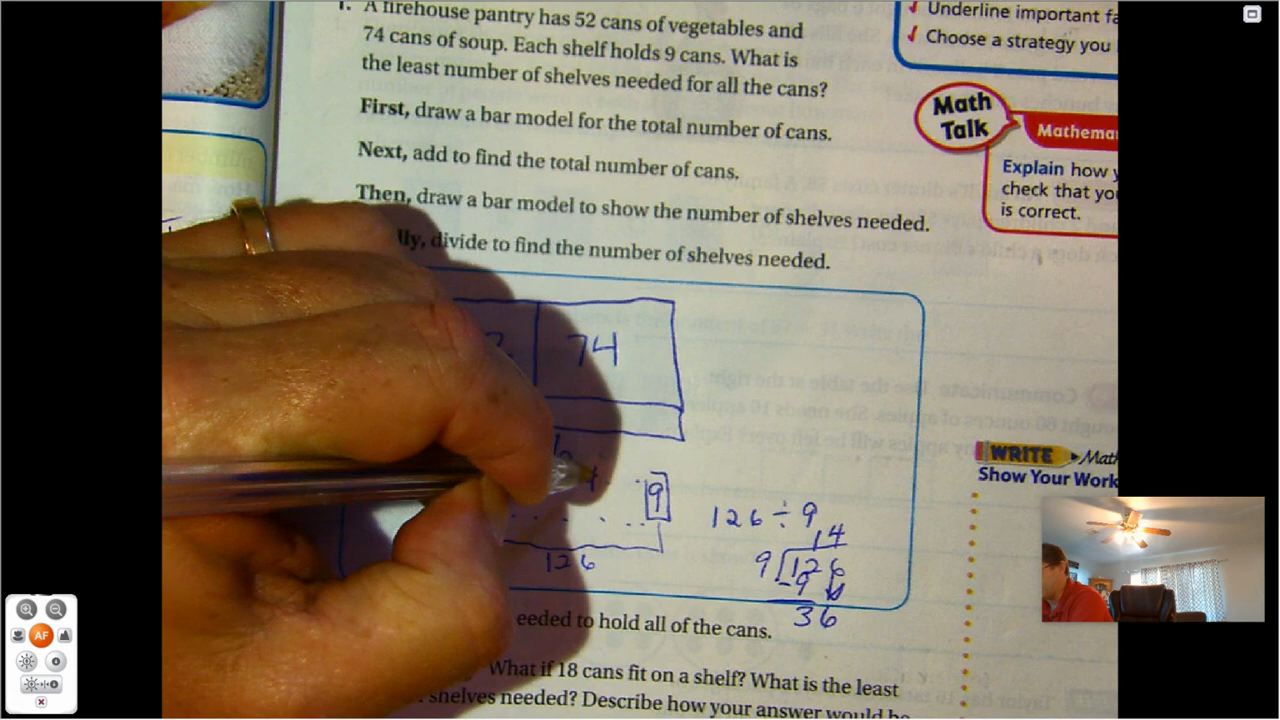 1. A firehouse pantry has 52 cans of vegetables and
74 cans of soup. Each shelf holds 9 cans. What is
the least number of shelves needed for all the cans?
First, draw a bar model for the total number of cans.
Next, add to find the total number of cans.
Then, draw a bar model to show the number of shelves needed.
lly, divide to find the number of shelves needed.
74
9
126
126 ÷ 9
14
9 126
-9
36
eeded to hold all of the cans.
What if 18 cans fit on a shelf? What is the least
shelves needed? Describe how your answer would be
Underline important fa
Choose a strategy you
Math
Talk
Mathema
Explain how y
check that you
is correct.
WRITE Math
Show Your Work
AF